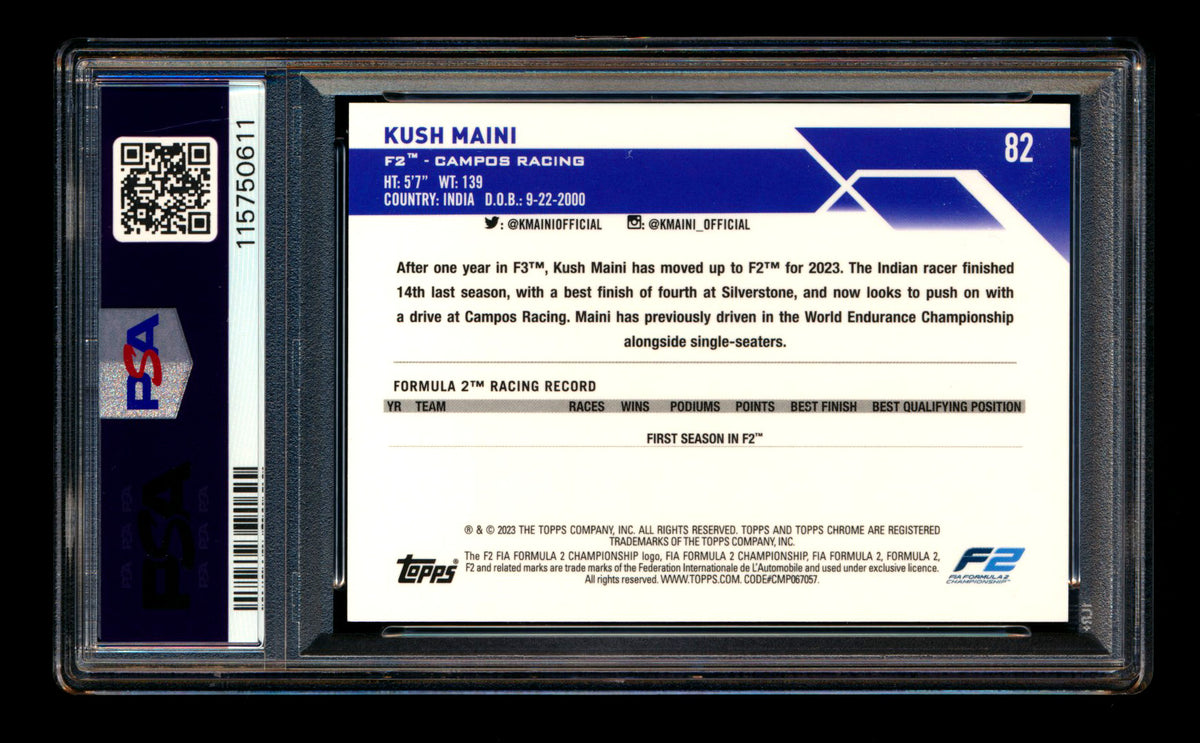 115750611
PSA
PSA
KUSH MAINI
82
F2™ - CAMPOS RACING
HT: 5'7" WT: 139
COUNTRY: INDIA D.O.B.: 9-22-2000
: @KMAINIOFFICIAL : @KMAINI_OFFICIAL
After one year in F3™, Kush Maini has moved up to F2™ for 2023. The Indian racer finished
14th last season, with a best finish of fourth at Silverstone, and now looks to push on with
a drive at Campos Racing. Maini has previously driven in the World Endurance Championship
alongside single-seaters.
FORMULA 2™ RACING RECORD
YR TEAM RACES WINS PODIUMS POINTS BEST FINISH BEST QUALIFYING POSITION
FIRST SEASON IN F2™
® & © 2023 THE TOPPS COMPANY, INC. ALL RIGHTS RESERVED. TOPPS AND TOPPS CHROME ARE REGISTERED
TRADEMARKS OF THE TOPPS COMPANY, INC.
The F2 FIA FORMULA 2 CHAMPIONSHIP logo, FIA FORMULA 2 CHAMPIONSHIP, FIA FORMULA 2, FORMULA 2,
F2 and related marks are trade marks of the Federation Internationale de L'Automobile and used under exclusive licence.
All rights reserved. WWW.TOPPS.COM. CODE#CMP067057.
Topps®
F2
FIA FORMULA 2
CHAMPIONSHIP™